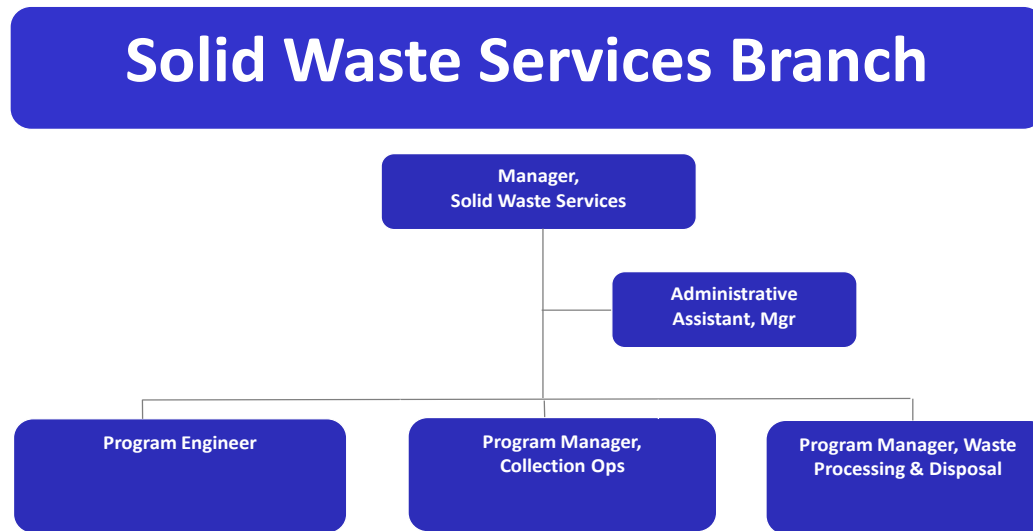 Solid Waste Services Branch
Manager,
Solid Waste Services
Administrative
Assistant, Mgr
Program Engineer
Program Manager,
Collection Ops
Program Manager, Waste
Processing & Disposal